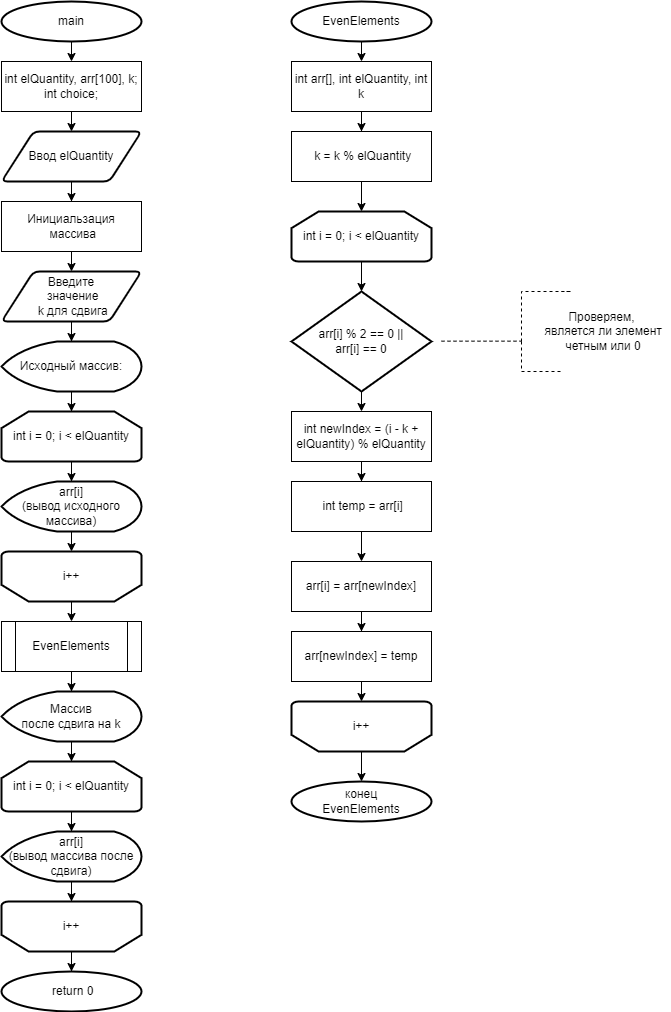 main
int elQuantity, arr[100], k;
int choice;
Ввод elQuantity
Инициальзация
массива
Введите
значение
k для сдвига
Исходный массив:
int i = 0; i < elQuantity
arr[i]
(вывод исходного
массива)
i++
EvenElements
Массив
после сдвига на k
int i = 0; i < elQuantity
arr[i]
(вывод массива после
сдвига)
i++
return 0
EvenElements
int arr[], int elQuantity, int
k
k = k % elQuantity
int i = 0; i < elQuantity
arr[i] % 2 == 0 ||
arr[i] == 0
Проверяем,
является ли элемент
четным или 0
int newIndex = (i - k +
elQuantity) % elQuantity
int temp = arr[i]
arr[i] = arr[newIndex]
arr[newIndex] = temp
i++
конец
EvenElements